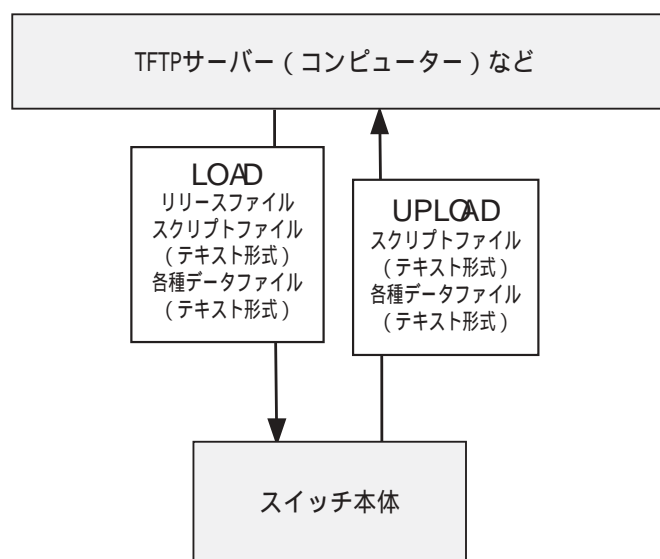 TFTPサーバー（コンピューター）など
LOAD
リリースファイル
スクリプトファイル
（テキスト形式）
各種データファイル
（テキスト形式）
UPLOAD
スクリプトファイル
（テキスト形式）
各種データファイル
（テキスト形式）
スイッチ本体